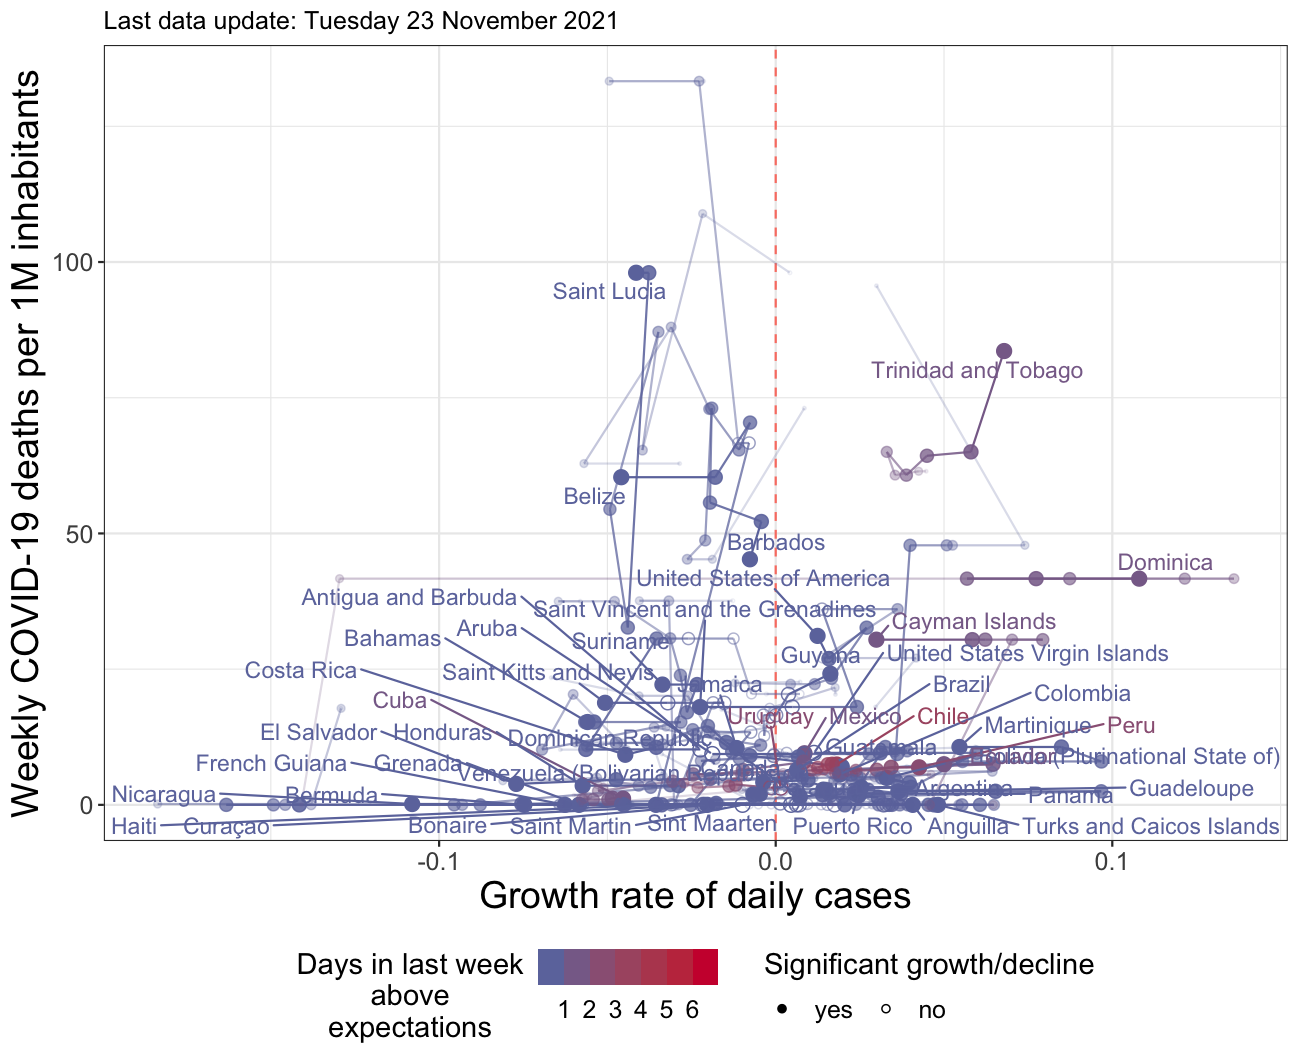 Last data update: Tuesday 23 November 2021
Weekly COVID-19 deaths per 1M inhabitants
100
50
0
Saint Lucia
Trinidad and Tobago
Belize
Barbados
Dominica
United States of America
Antigua and Barbuda
Saint Vincent and the Grenadines
Cayman Islands
Aruba
Bahamas
Suriname
Guyana
United States Virgin Islands
Costa Rica
Saint Kitts and Nevis
Jamaica
Brazil
Colombia
Cuba
Uruguay
Mexico
Chile
Martinique
Peru
El Salvador
Honduras
Dominican Republic
Guatemala
Plurinational State of)
French Guiana
Grenada
Venezuela (Bolivarian Republic
Argentina
Guadeloupe
Nicaragua
Bermuda
Panama
Haiti
Curaçao
Bonaire
Saint Martin
Sint Maarten
Puerto Rico
Anguilla
Turks and Caicos Islands
-0.1
0.0
0.1
Growth rate of daily cases
Days in last week
above
expectations
1 2 3 4 5 6
Significant growth/decline
yes
no